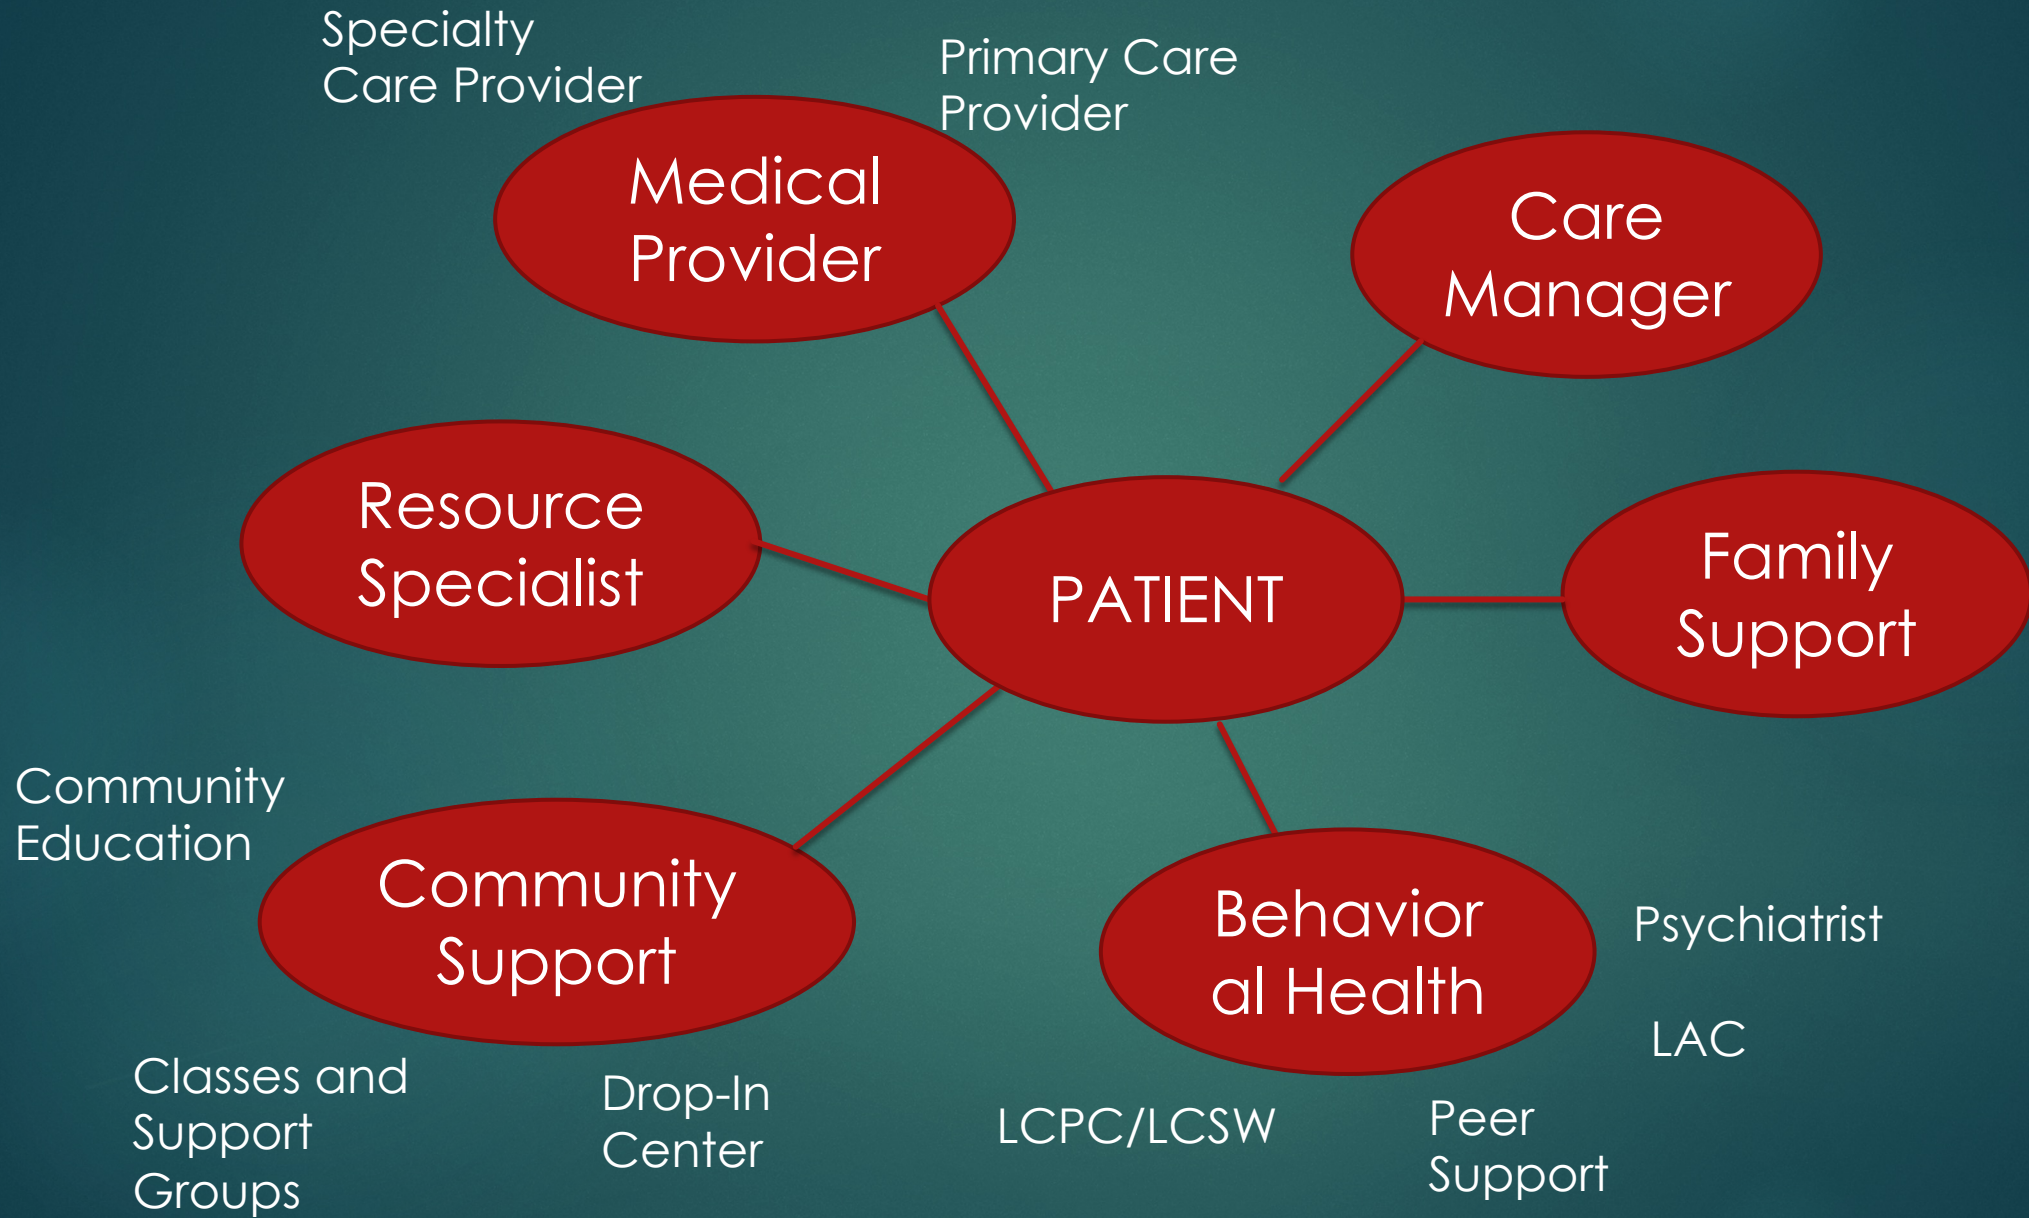 Specialty
Care Provider
Primary Care
Provider
Medical
Provider
Care
Manager
Resource
Specialist
PATIENT
Family
Support
Community
Education
Community
Support
Behavior
al Health
Psychiatrist
LAC
Classes and
Support
Groups
Drop-In
Center
LCPC/LCSW
Peer
Support